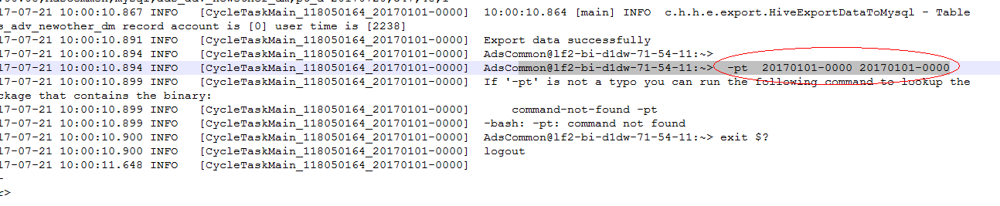 17-07-21 10:00:10.867 INFO [CycleTaskMain_118050164_20170101-0000] 10:00:10.864 [main] INFO c.h.h.e.export.HiveExportDataToMysql - Table
s_adv_newother_dm record account is [0] user time is [2238]
17-07-21 10:00:10.891 INFO [CycleTaskMain_118050164_20170101-0000] Export data successfully
17-07-21 10:00:10.894 INFO [CycleTaskMain_118050164_20170101-0000] AdsCommon@lf2-bi-d1dw-71-54-11:~>
17-07-21 10:00:10.894 INFO [CycleTaskMain_118050164_20170101-0000] AdsCommon@lf2-bi-d1dw-71-54-11:~> -pt 20170101-0000 20170101-0000
17-07-21 10:00:10.899 INFO [CycleTaskMain_118050164_20170101-0000] If '-pt' is not a typo you can run the following command to lookup the
ckage that contains the binary:
17-07-21 10:00:10.899 INFO [CycleTaskMain_118050164_20170101-0000] command-not-found -pt
17-07-21 10:00:10.899 INFO [CycleTaskMain_118050164_20170101-0000] -bash: -pt: command not found
17-07-21 10:00:10.900 INFO [CycleTaskMain_118050164_20170101-0000] AdsCommon@lf2-bi-d1dw-71-54-11:~> exit $?
17-07-21 10:00:10.900 INFO [CycleTaskMain_118050164_20170101-0000] logout
17-07-21 10:00:11.648 INFO [CycleTaskMain_118050164_20170101-0000]